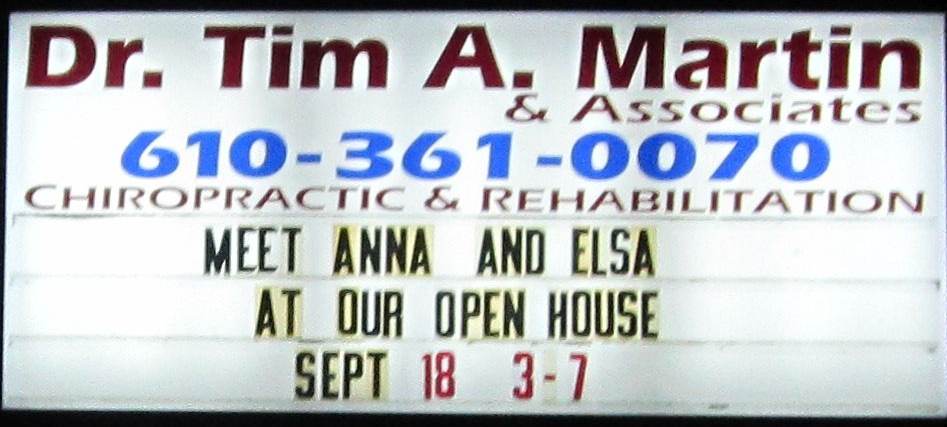 Dr. Tim A. Martin
& Associates
610-361-0070
CHIROPRACTIC & REHABILITATION
MEET ANNA AND ELSA
AT OUR OPEN HOUSE
SEPT 18 3-7